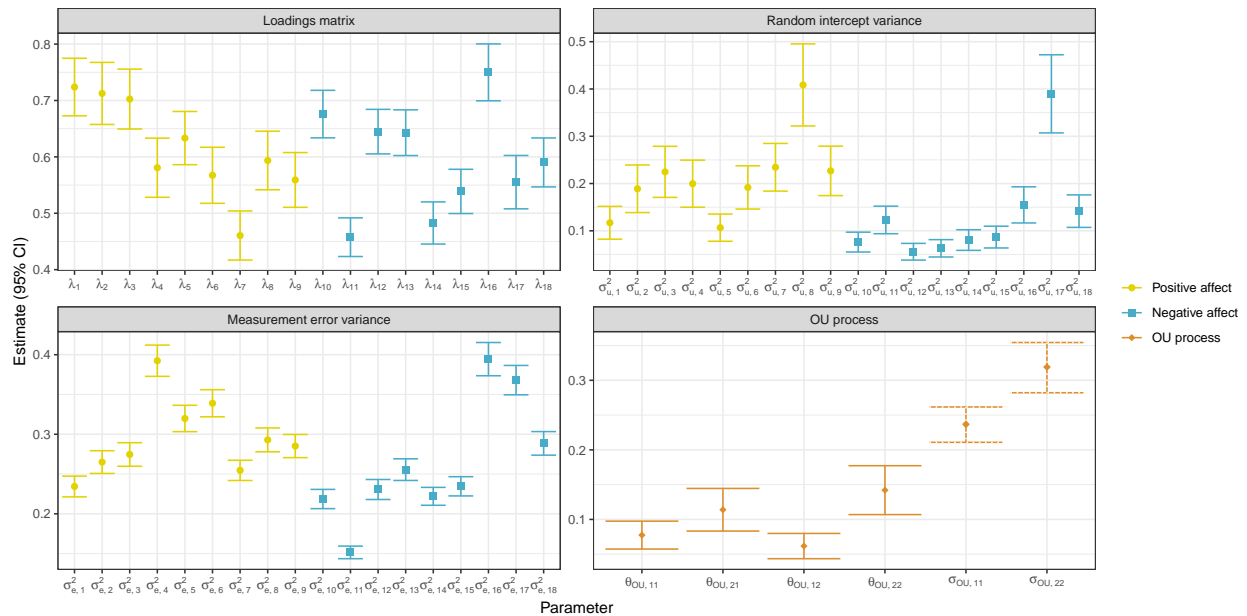 Loadings matrix
Random intercept variance
0.8
0.7
0.6
0.5
0.4
λ₁ λ₂ λ₃ λ₄ λ₅ λ₆ λ₇ λ₈ λ₉ λ₁₀ λ₁₁ λ₁₂ λ₁₃ λ₁₄ λ₁₅ λ₁₆ λ₁₇ λ₁₈
0.5
0.4
0.3
0.2
0.1
σ²u, 1 σ²u, 2 σ²u, 3 σ²u, 4 σ²u, 5 σ²u, 6 σ²u, 7 σ²u, 8 σ²u, 9 σ²u, 10 σ²u, 11 σ²u, 12 σ²u, 13 σ²u, 14 σ²u, 15 σ²u, 16 σ²u, 17 σ²u, 18
Estimate (95% CI)
Measurement error variance
OU process
0.4
0.3
0.2
σ²e, 1 σ²e, 2 σ²e, 3 σ²e, 4 σ²e, 5 σ²e, 6 σ²e, 7 σ²e, 8 σ²e, 9 σ²e, 10 σ²e, 11 σ²e, 12 σ²e, 13 σ²e, 14 σ²e, 15 σ²e, 16 σ²e, 17 σ²e, 18
0.3
0.2
0.1
θOU, 11 θOU, 21 θOU, 12 θOU, 22 σOU, 11 σOU, 22
Parameter
Positive affect
Negative affect
OU process